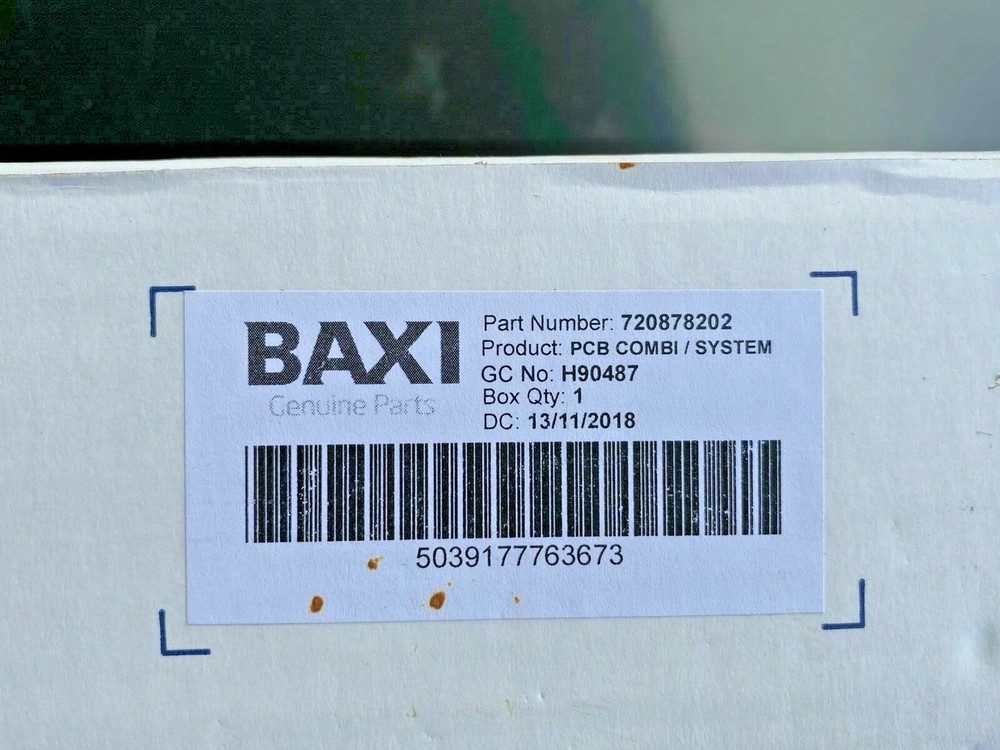 BAXI
Genuine Parts
Part Number: 720878202
Product: PCB COMBI / SYSTEM
GC No: H90487
Box Qty: 1
DC: 13/11/2018
5039177763673